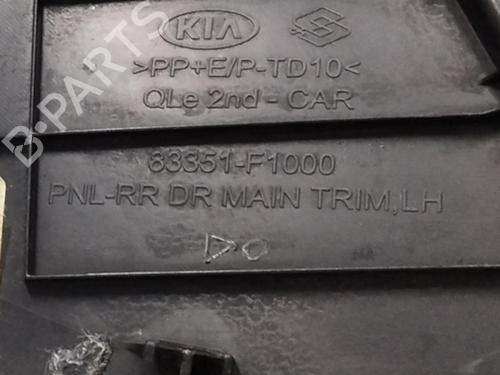 KIA
>PP+E/P-TD10<
QLe 2nd - CAR
83351-F1000
PNL-RR DR MAIN TRIM,LH
B-PARTS